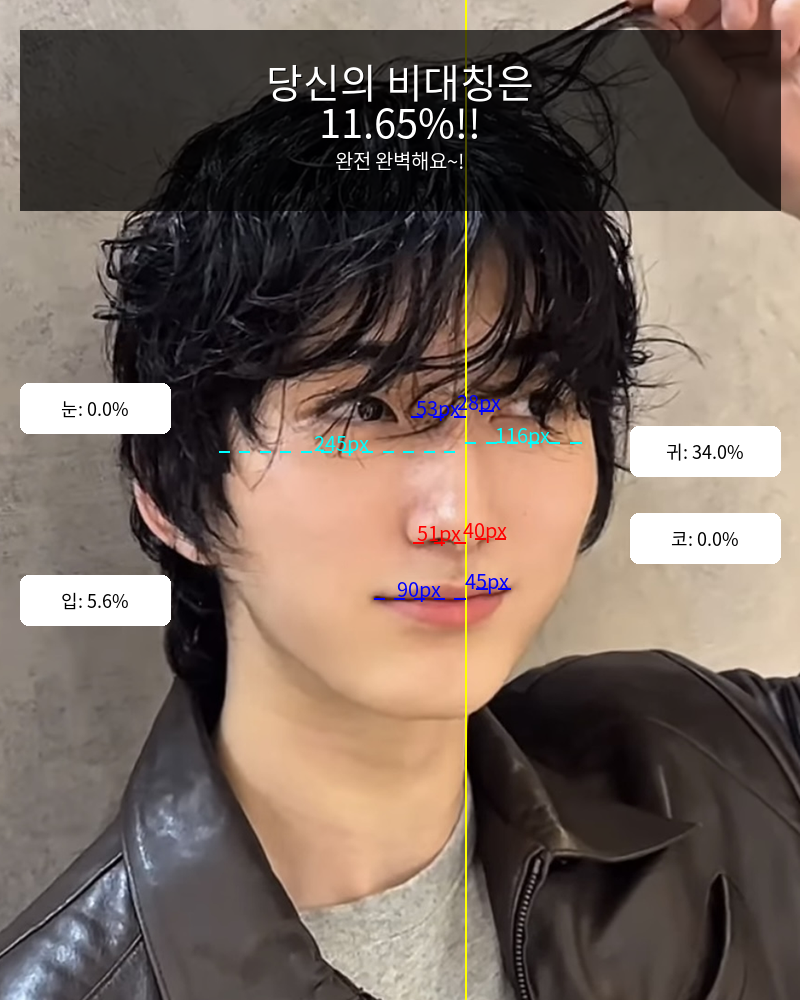 당신의 비대칭은
11.65%!!
완전 완벽해요~!
눈: 0.0%
53px
28px
245px
116px
귀: 34.0%
51px
40px
코: 0.0%
입: 5.6%
90px
45px